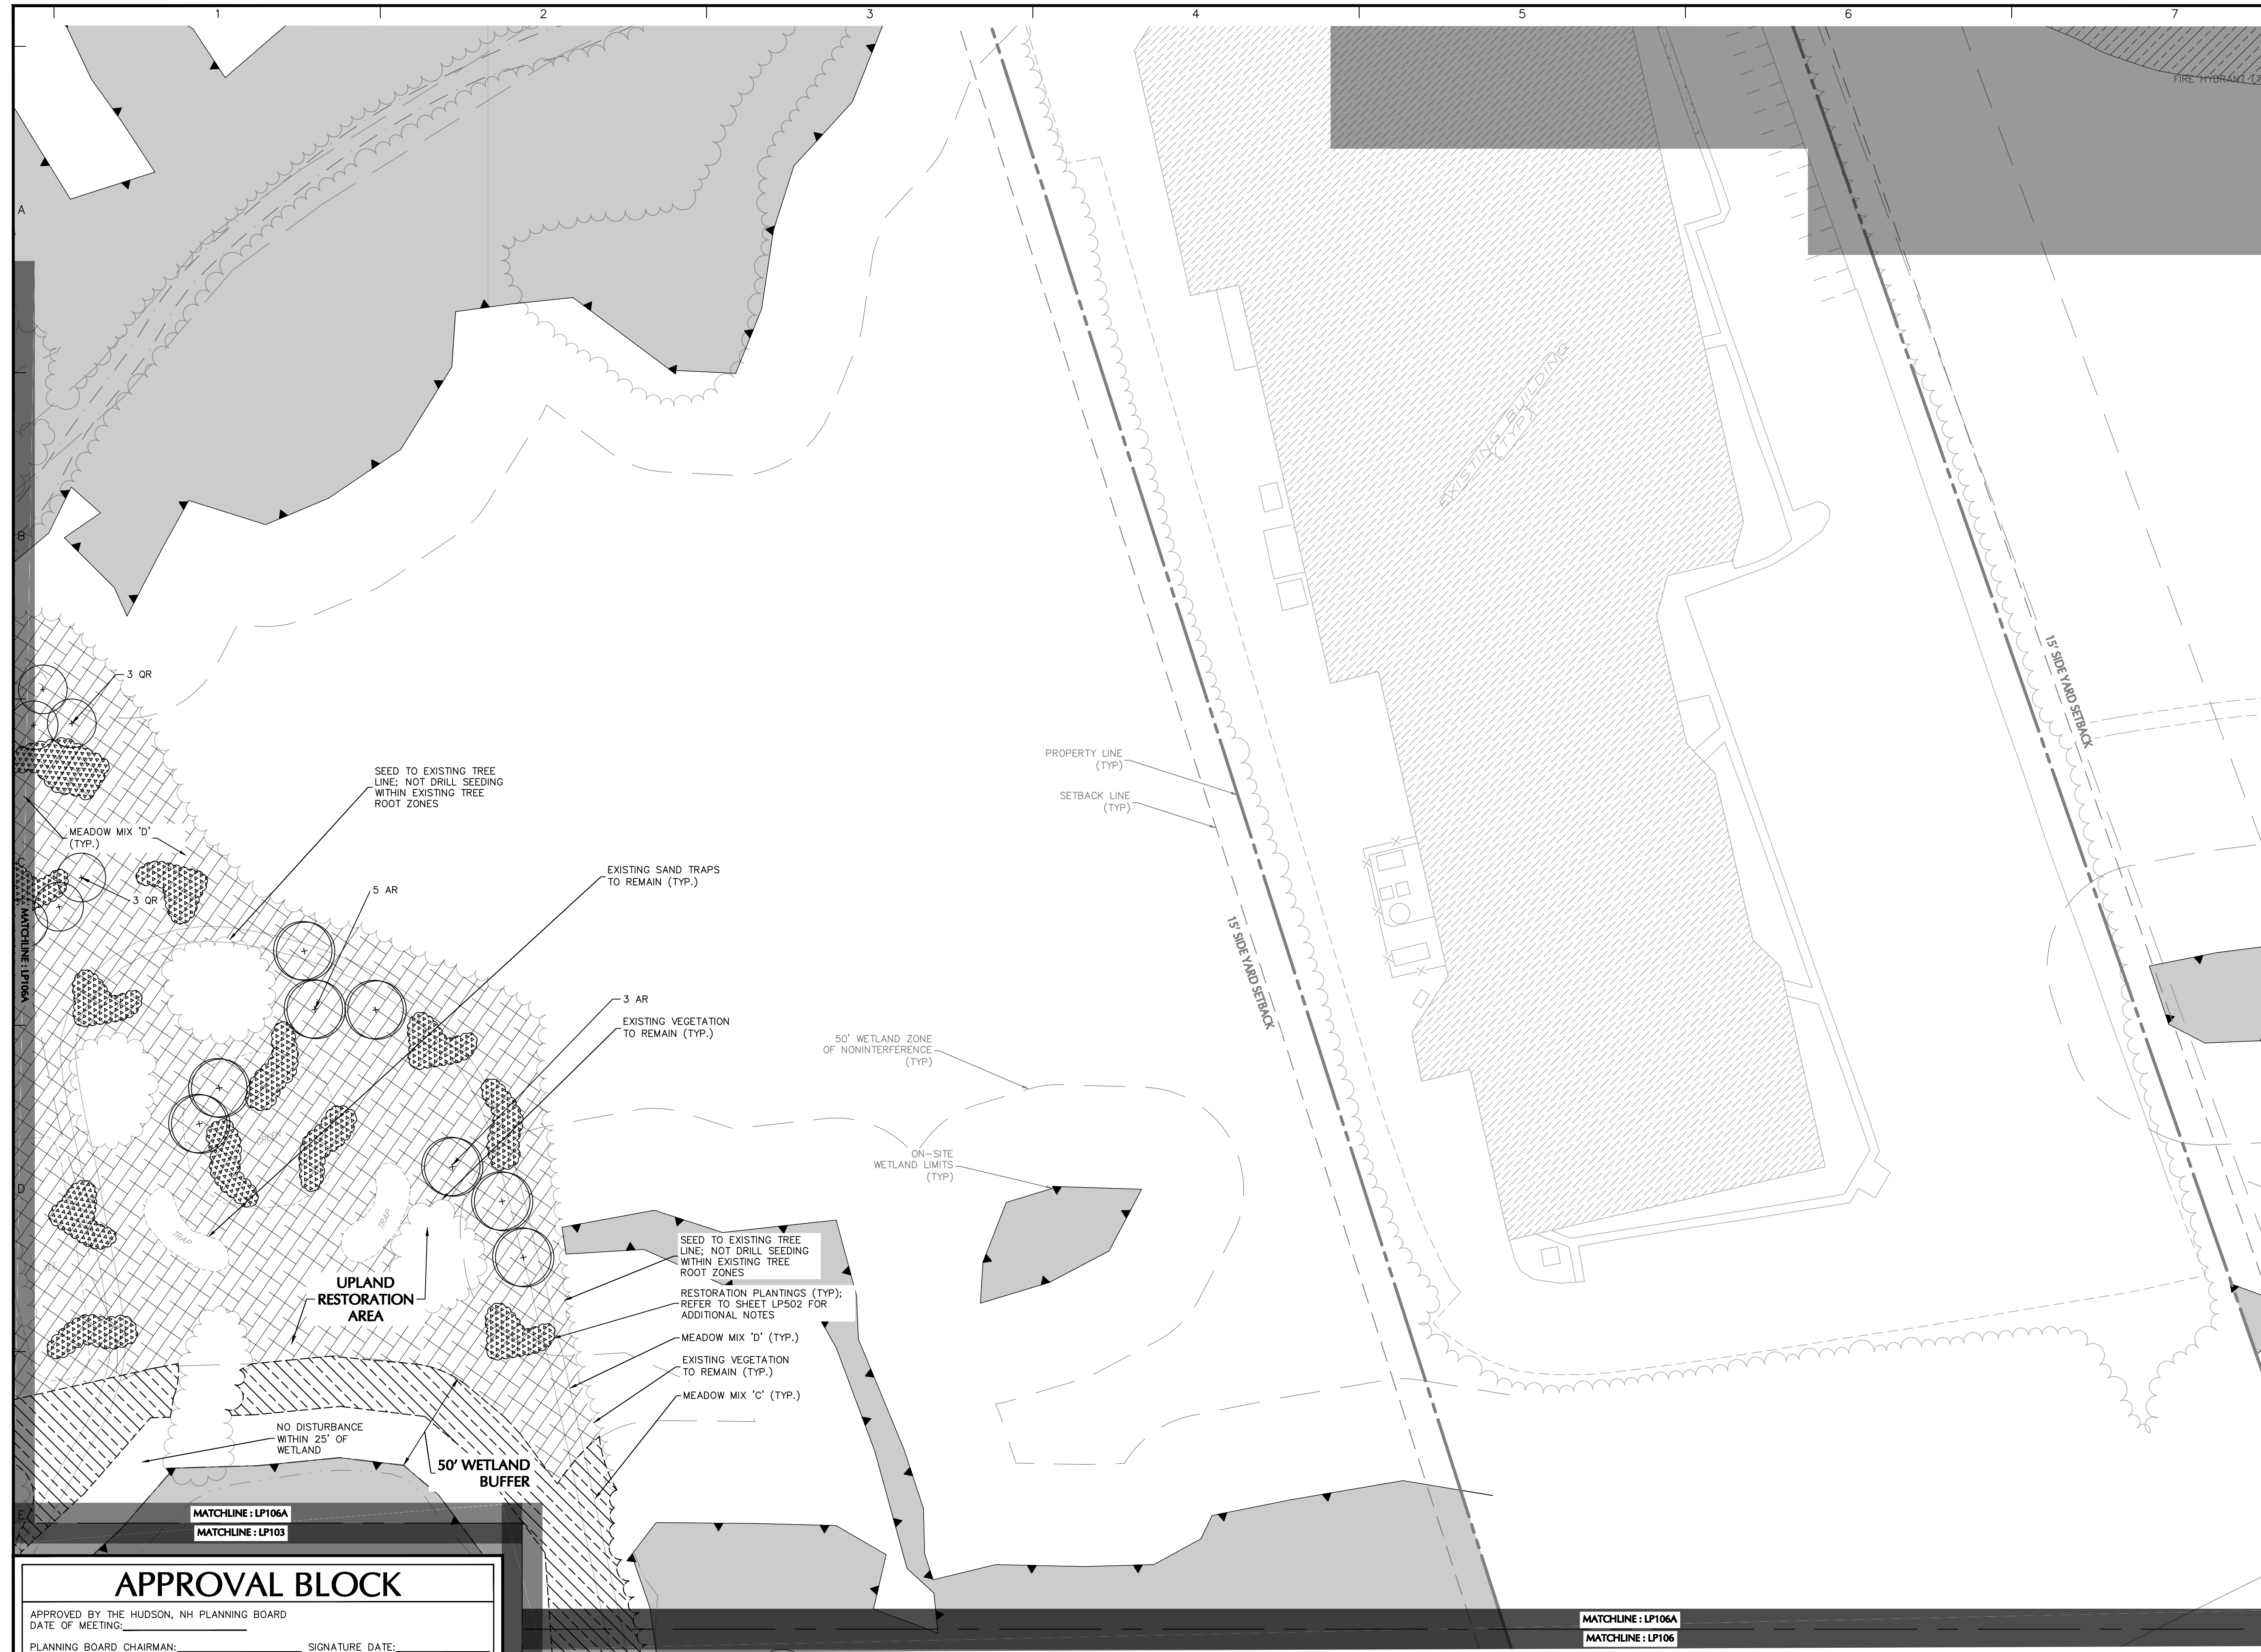 1 2 3 4 5 6 7
FIRE HYDRANT
A
EXISTING BUILDING
(TYP)
B
15' SIDE YARD SETBACK
3 QR
PROPERTY LINE
(TYP)
SETBACK LINE
(TYP)
SEED TO EXISTING TREE
LINE; NOT DRILL SEEDING
WITHIN EXISTING TREE
ROOT ZONES
MEADOW MIX 'D'
(TYP.)
C
EXISTING SAND TRAPS
TO REMAIN (TYP.)
5 AR
3 QR
MATCHLINE : LP106A
15' SIDE YARD SETBACK
3 AR
EXISTING VEGETATION
TO REMAIN (TYP.)
50' WETLAND ZONE
OF NONINTERFERENCE
(TYP)
GREEN
ON-SITE
WETLAND LIMITS
(TYP)
D
TRAP
TRAP
TEE
SEED TO EXISTING TREE
LINE; NOT DRILL SEEDING
WITHIN EXISTING TREE
ROOT ZONES
UPLAND
RESTORATION
AREA
RESTORATION PLANTINGS (TYP);
REFER TO SHEET LP502 FOR
ADDITIONAL NOTES
MEADOW MIX 'D' (TYP.)
EXISTING VEGETATION
TO REMAIN (TYP.)
MEADOW MIX 'C' (TYP.)
NO DISTURBANCE
WITHIN 25' OF
WETLAND
50' WETLAND
BUFFER
E
MATCHLINE : LP106A
MATCHLINE : LP103
APPROVAL BLOCK
APPROVED BY THE HUDSON, NH PLANNING BOARD
DATE OF MEETING:
PLANNING BOARD CHAIRMAN: SIGNATURE DATE:
MATCHLINE : LP106A
MATCHLINE : LP106